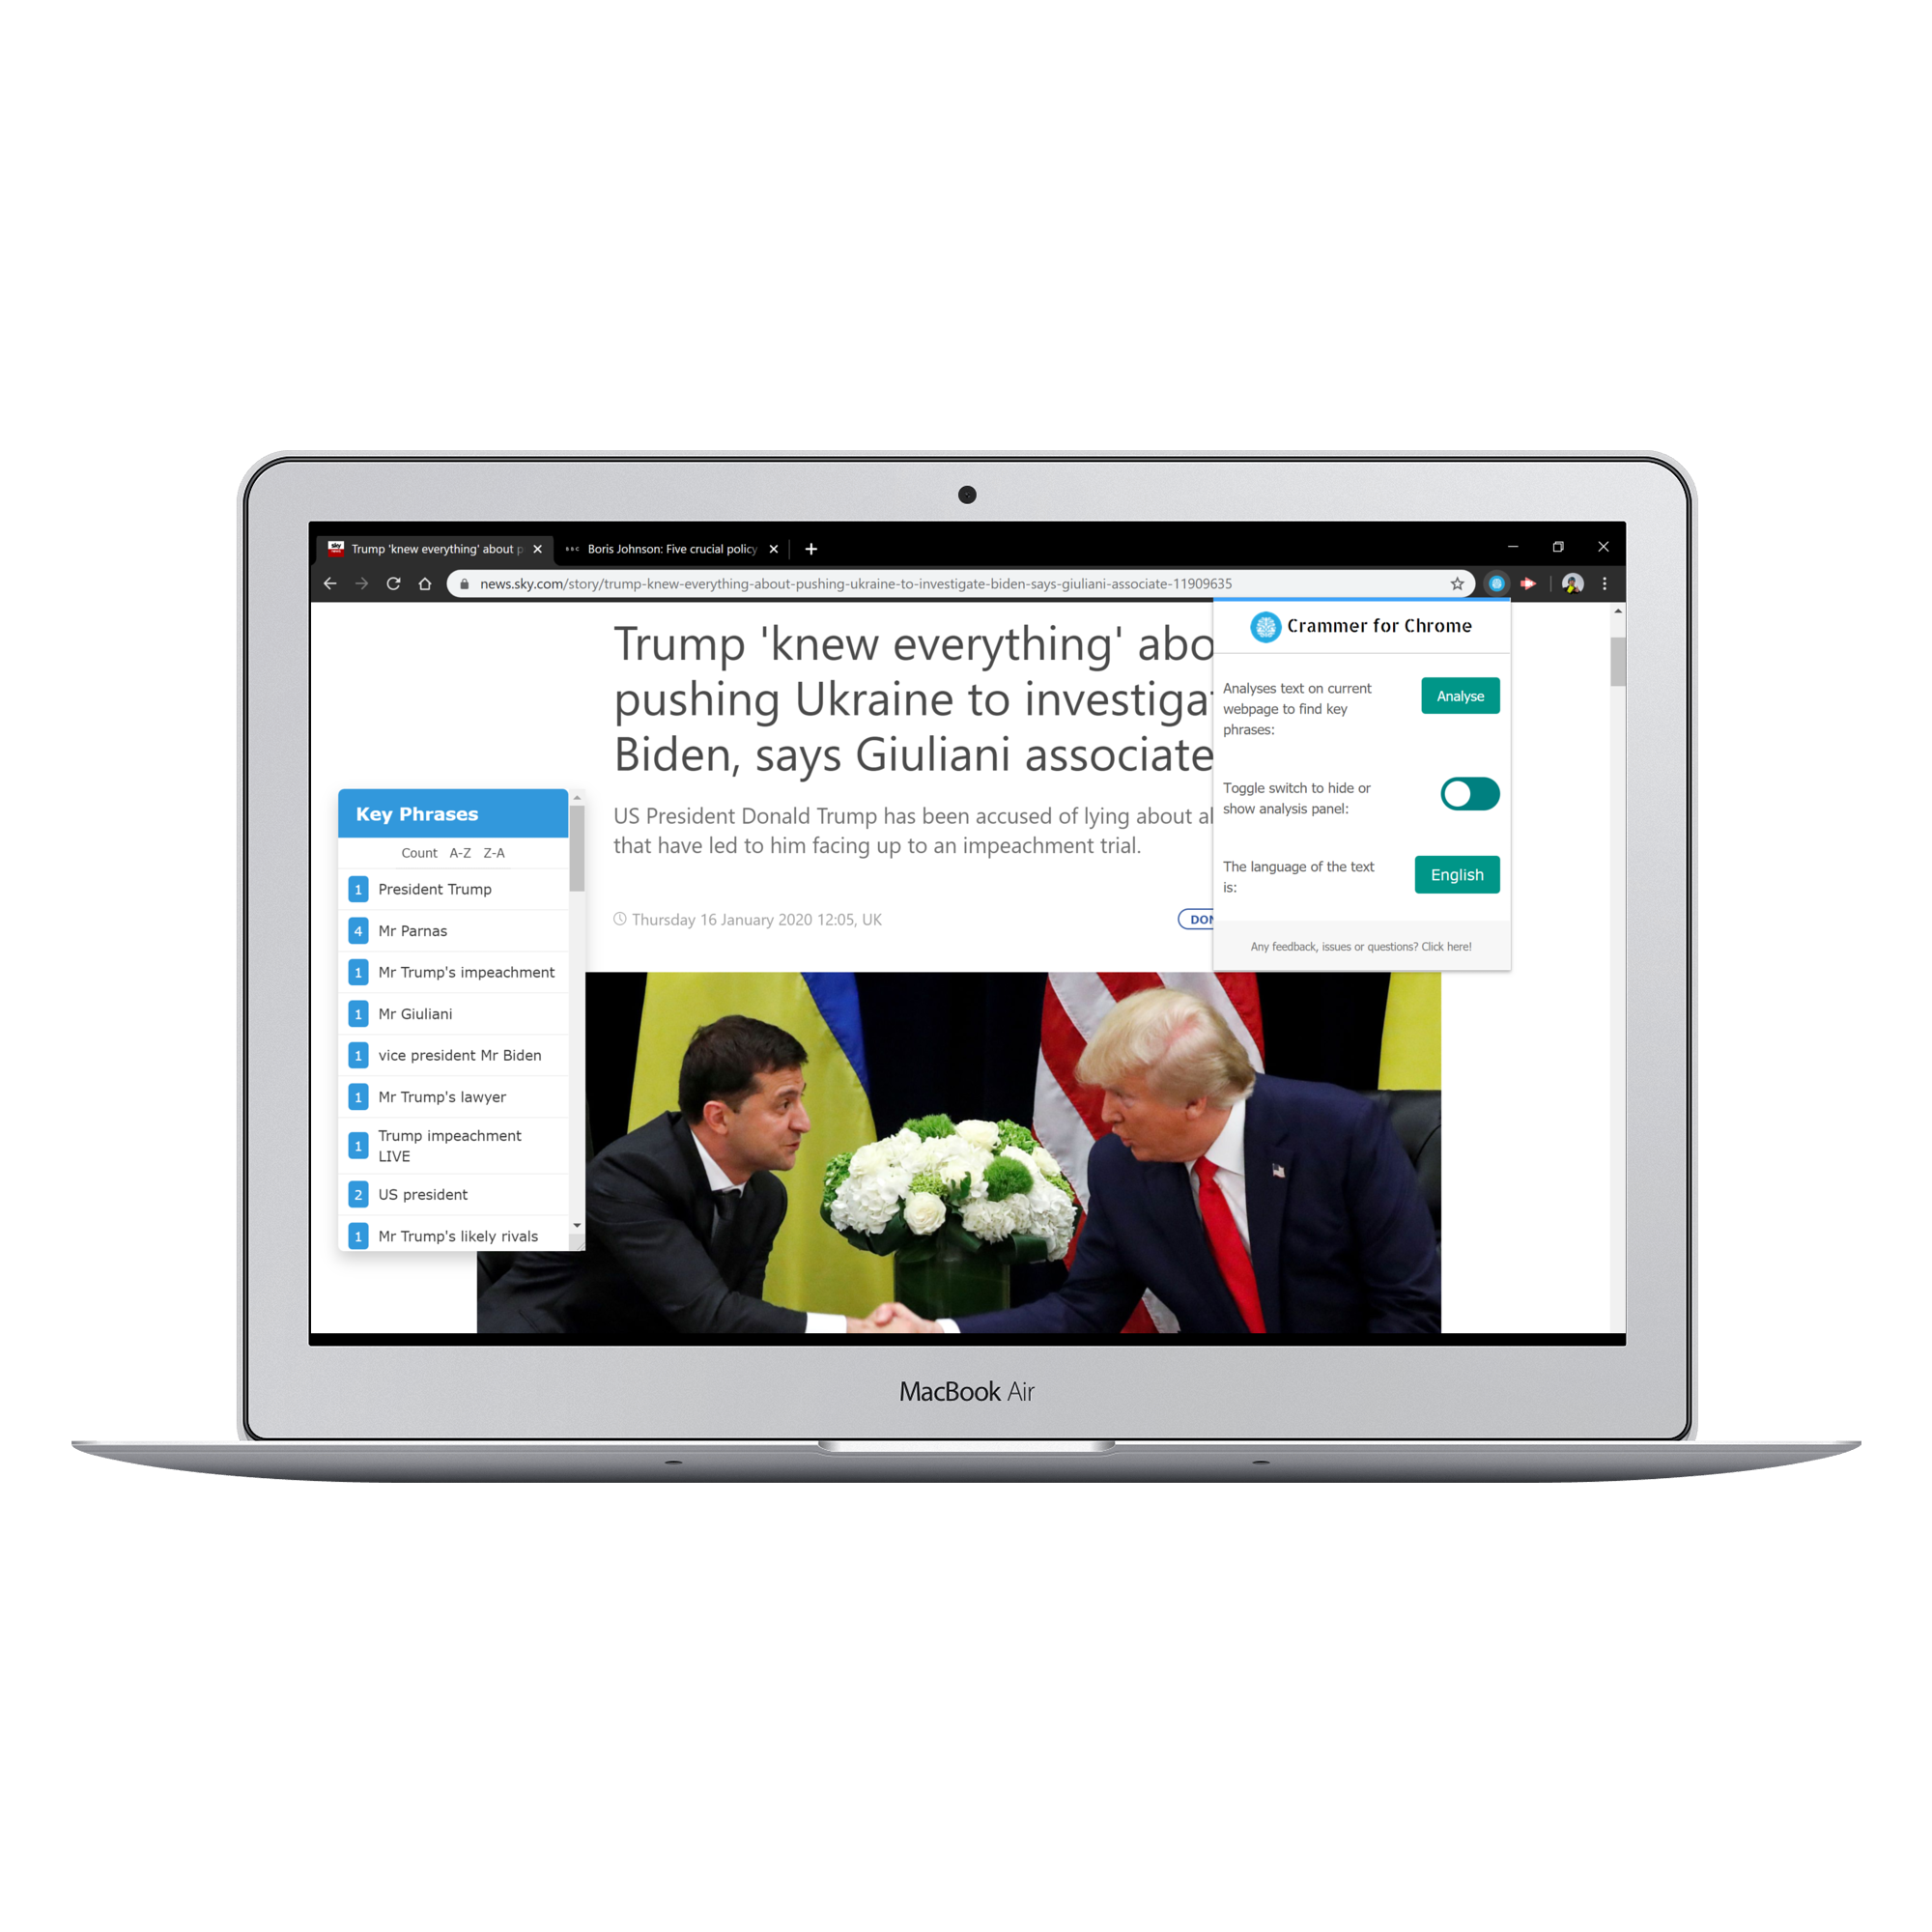 Trump 'knew everything' about p
BBC Boris Johnson: Five crucial policy
news.sky.com/story/trump-knew-everything-about-pushing-ukraine-to-investigate-biden-says-giuliani-associate-11909635
Trump 'knew everything' abo
pushing Ukraine to investiga
Biden, says Giuliani associate
US President Donald Trump has been accused of lying about al
that have led to him facing up to an impeachment trial.
Thursday 16 January 2020 12:05, UK
DON
Crammer for Chrome
Analyses text on current
webpage to find key
phrases:
Analyse
Toggle switch to hide or
show analysis panel:
The language of the text
is:
English
Any feedback, issues or questions? Click here!
Key Phrases
Count A-Z Z-A
1 President Trump
4 Mr Parnas
1 Mr Trump's impeachment
1 Mr Giuliani
1 vice president Mr Biden
1 Mr Trump's lawyer
1 Trump impeachment
LIVE
2 US president
1 Mr Trump's likely rivals
MacBook Air